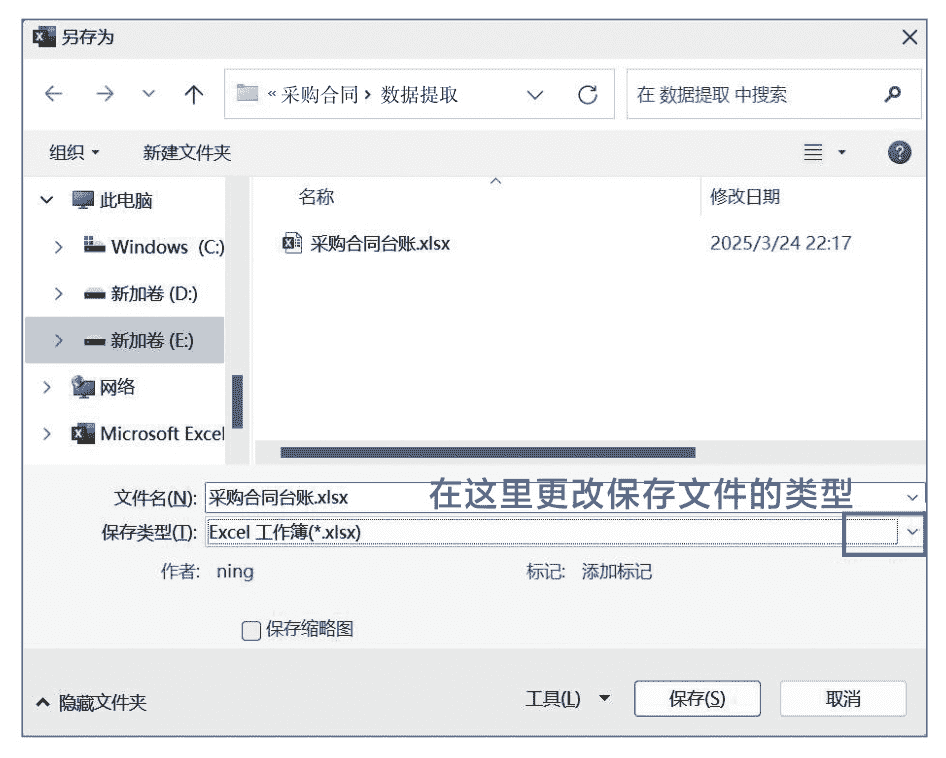 另存为
« 采购合同 › 数据提取
在 数据提取 中搜索
组织
新建文件夹
?
此电脑
Windows (C:)
新加卷 (D:)
新加卷 (E:)
网络
Microsoft Excel
名称
修改日期
采购合同台账.xlsx
2025/3/24 22:17
文件名(N):
采购合同台账.xlsx
在这里更改保存文件的类型
保存类型(T):
Excel 工作簿(*.xlsx)
作者: ning
标记: 添加标记
保存缩略图
隐藏文件夹
工具(L)
保存(S)
取消